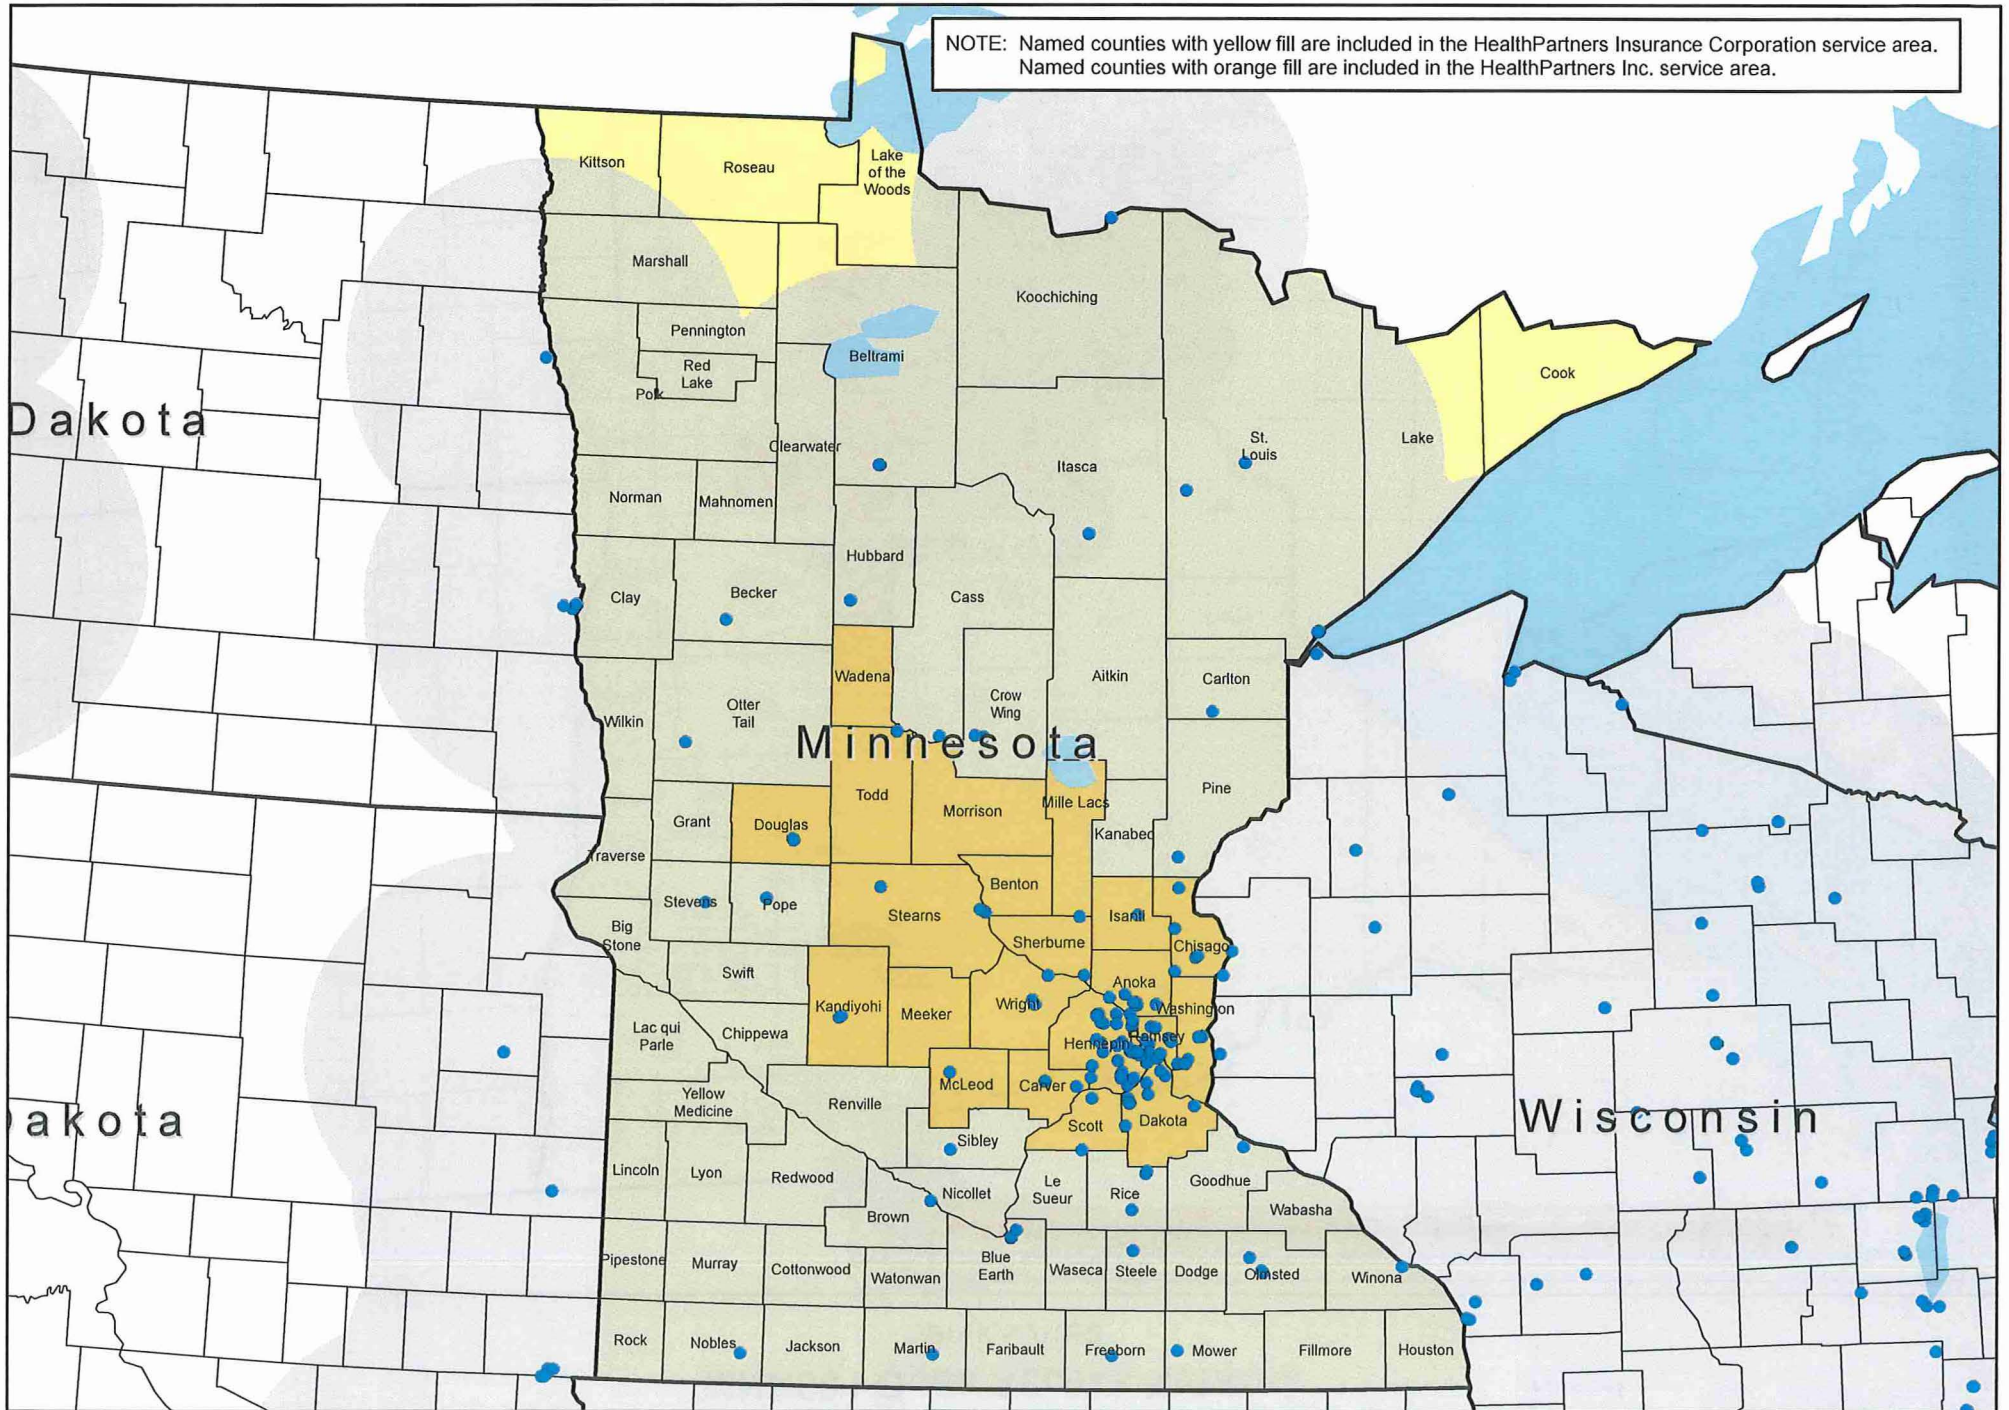 NOTE: Named counties with yellow fill are included in the HealthPartners Insurance Corporation service area.
Named counties with orange fill are included in the HealthPartners Inc. service area.
Kittson
Roseau
Lake
of the
Woods
Marshall
Koochiching
Pennington
Beltrami
Red
Lake
Polk
Cook
Dakota
Clearwater
St.
Louis
Lake
Itasca
Norman
Mahnomen
Hubbard
Clay
Becker
Cass
Wadena
Aitkin
Carlton
Crow
Wing
Otter
Tail
Wilkin
Minnesota
Pine
Todd
Mille Lacs
Morrison
Grant
Douglas
Kanabec
Traverse
Benton
Stevens
Pope
Stearns
Isanti
Big
Stone
Sherburne
Chisago
Swift
Anoka
Kandiyohi
Wright
Washington
Meeker
Lac qui
Parle
Chippewa
Ramsey
Hennepin
McLeod
Carver
Yellow
Medicine
Renville
Dakota
Scott
Dakota
Wisconsin
Sibley
Lincoln
Lyon
Redwood
Le
Sueur
Rice
Goodhue
Nicollet
Brown
Wabasha
Pipestone
Murray
Cottonwood
Watonwan
Blue
Earth
Waseca
Steele
Dodge
Olmsted
Winona
Rock
Nobles
Jackson
Martin
Faribault
Freeborn
Mower
Fillmore
Houston